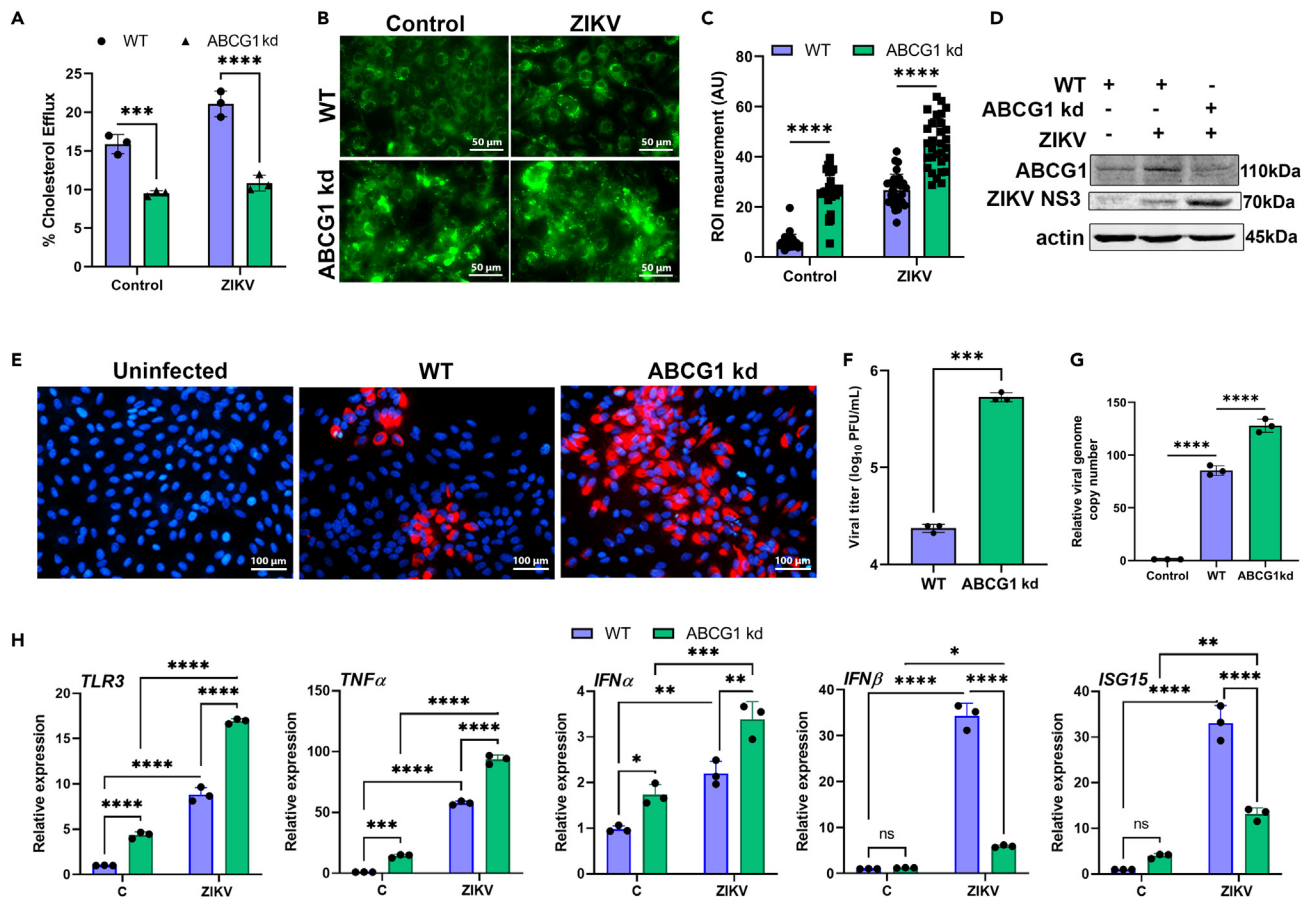 A
WT
ABCG1 kd
% Cholesterol Efflux
25
20
15
10
5
0
***
****
Control
ZIKV
B
Control
ZIKV
WT
ABCG1 kd
50 µm
50 µm
50 µm
50 µm
C
WT
ABCG1 kd
ROI meaurement (AU)
80
60
40
20
0
****
****
Control
ZIKV
D
WT + + -
ABCG1 kd - - +
ZIKV - + +
ABCG1 110kDa
ZIKV NS3 70kDa
actin 45kDa
E
Uninfected
WT
ABCG1 kd
100 µm
100 µm
100 µm
F
Viral titer (log10 PFU/mL)
6
5
4
***
WT
ABCG1 kd
G
Relative viral genome
copy number
150
100
50
0
****
****
Control
WT
ABCG1kd
H
WT
ABCG1 kd
TLR3
Relative expression
20
15
10
5
0
****
****
****
****
C
ZIKV
TNFα
Relative expression
150
100
50
0
****
****
****
***
C
ZIKV
IFNα
Relative expression
4
3
2
1
0
***
**
**
*
C
ZIKV
IFNβ
Relative expression
40
30
20
10
0
*
****
****
ns
C
ZIKV
ISG15
Relative expression
40
30
20
10
0
**
****
****
ns
C
ZIKV